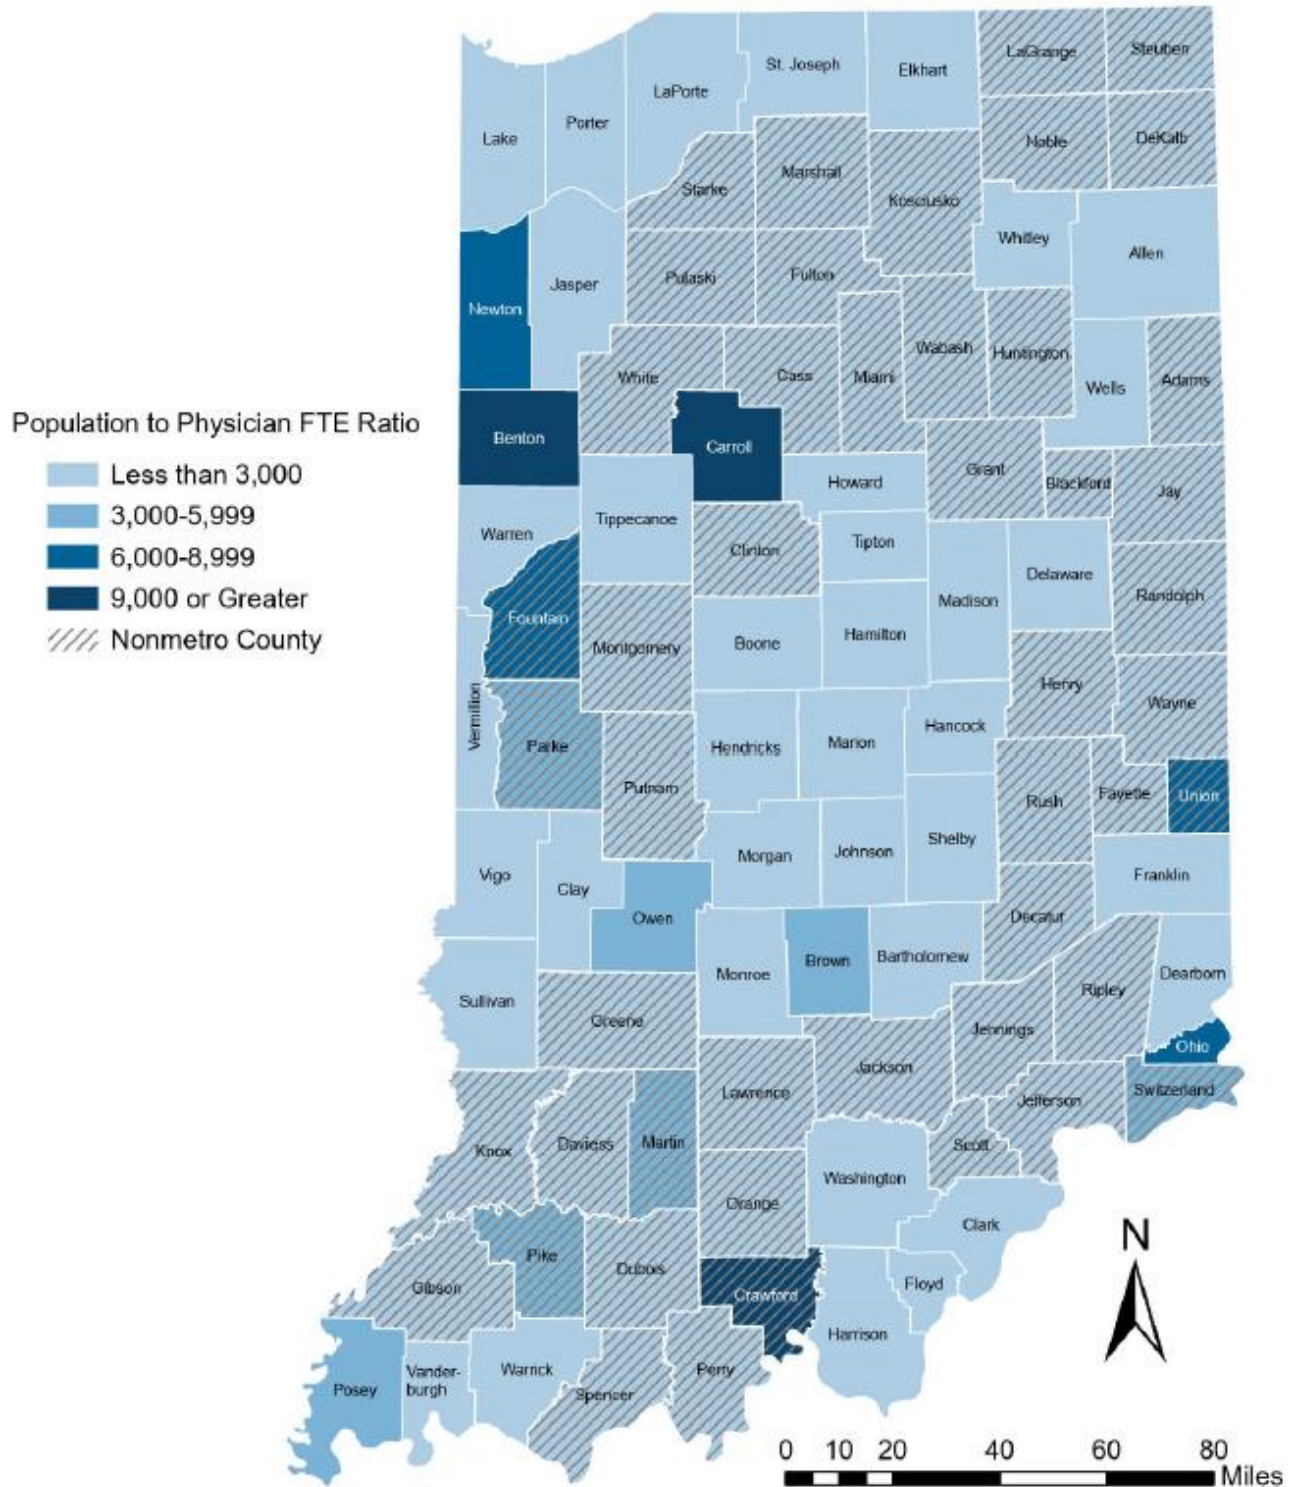 St. Joseph
Elkhart
LaGrange
Steuben
LaPorte
Porter
Lake
Noble
DeKalb
Marshall
Starke
Kosciusko
Whitley
Allen
Pulaski
Fulton
Jasper
Newton
Wabash
Huntington
White
Cass
Miami
Wells
Adams
Population to Physician FTE Ratio
Less than 3,000
3,000-5,999
6,000-8,999
9,000 or Greater
Nonmetro County
Benton
Carroll
Howard
Grant
Blackford
Jay
Warren
Tippecanoe
Clinton
Tipton
Delaware
Madison
Randolph
Fountain
Montgomery
Boone
Hamilton
Henry
Wayne
Vermillion
Parke
Putnam
Hendricks
Marion
Hancock
Rush
Fayette
Union
Vigo
Clay
Morgan
Johnson
Shelby
Franklin
Owen
Decatur
Monroe
Brown
Bartholomew
Dearborn
Sullivan
Greene
Ripley
Jennings
Ohio
Jackson
Lawrence
Switzerland
Jefferson
Knox
Daviess
Martin
Scott
Washington
Orange
Clark
Pike
Dubois
Gibson
Crawford
Floyd
Harrison
N
Posey
Vander-
burgh
Warrick
Spencer
Perry
0 10 20 40 60 80
Miles